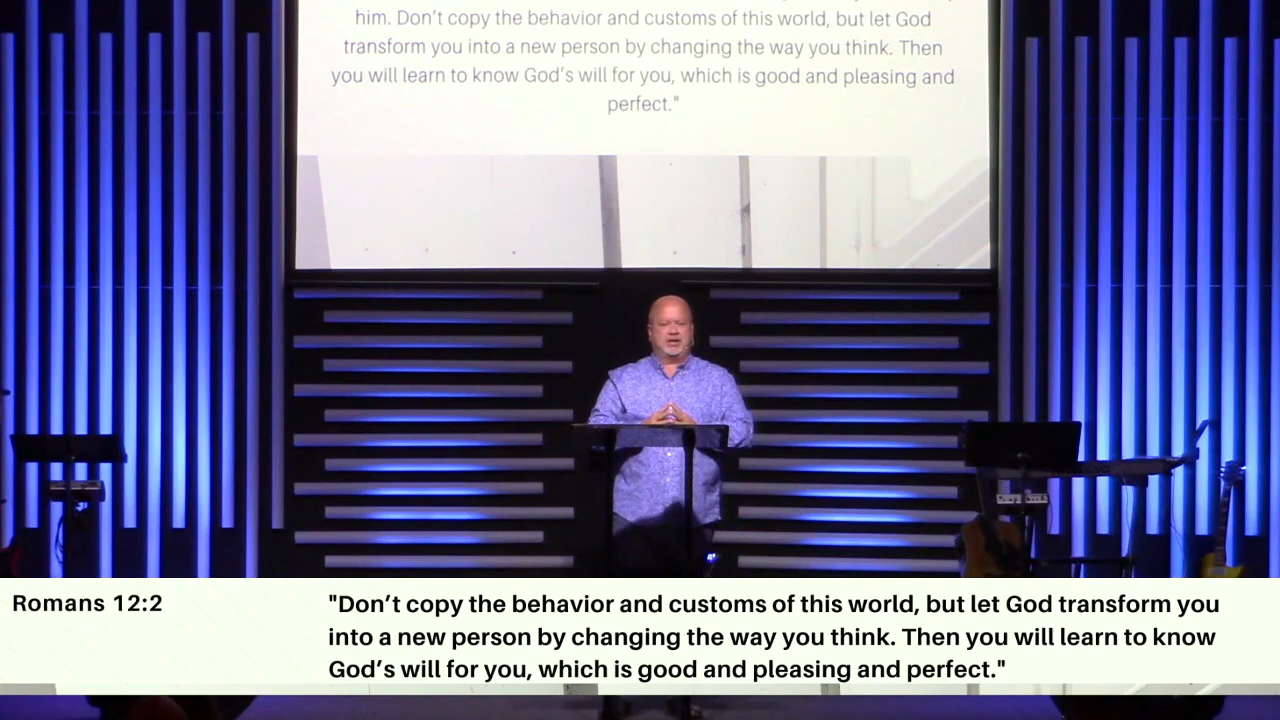 him. Don’t copy the behavior and customs of this world, but let God
transform you into a new person by changing the way you think. Then
you will learn to know God’s will for you, which is good and pleasing and
perfect."
Romans 12:2
"Don’t copy the behavior and customs of this world, but let God transform you
into a new person by changing the way you think. Then you will learn to know
God’s will for you, which is good and pleasing and perfect."